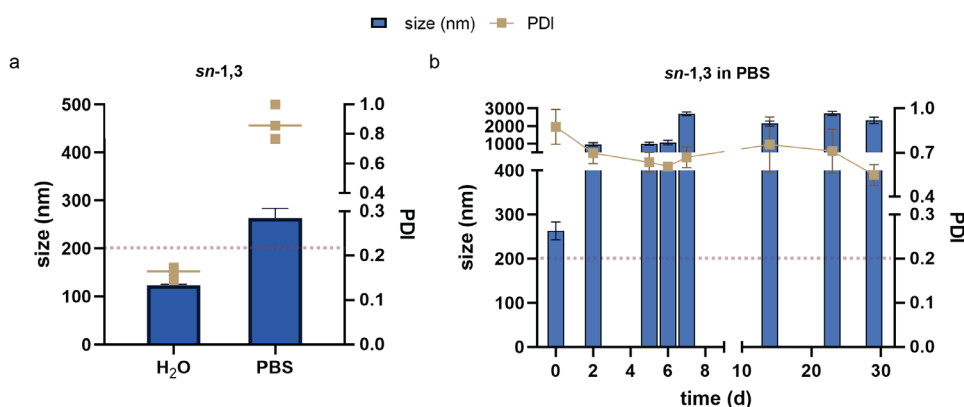 size (nm) PDI
a
sn-1,3
size (nm)
500
400
300
200
100
0
H₂O PBS
1.0
0.8
0.6
0.4
0.3
0.2
0.1
0.0
PDI
b
sn-1,3 in PBS
size (nm)
3000
2000
1000
400
300
200
100
0
0 2 4 6 8 10 20 30
time (d)
1.0
0.7
0.4
0.3
0.2
0.1
0.0
PDI